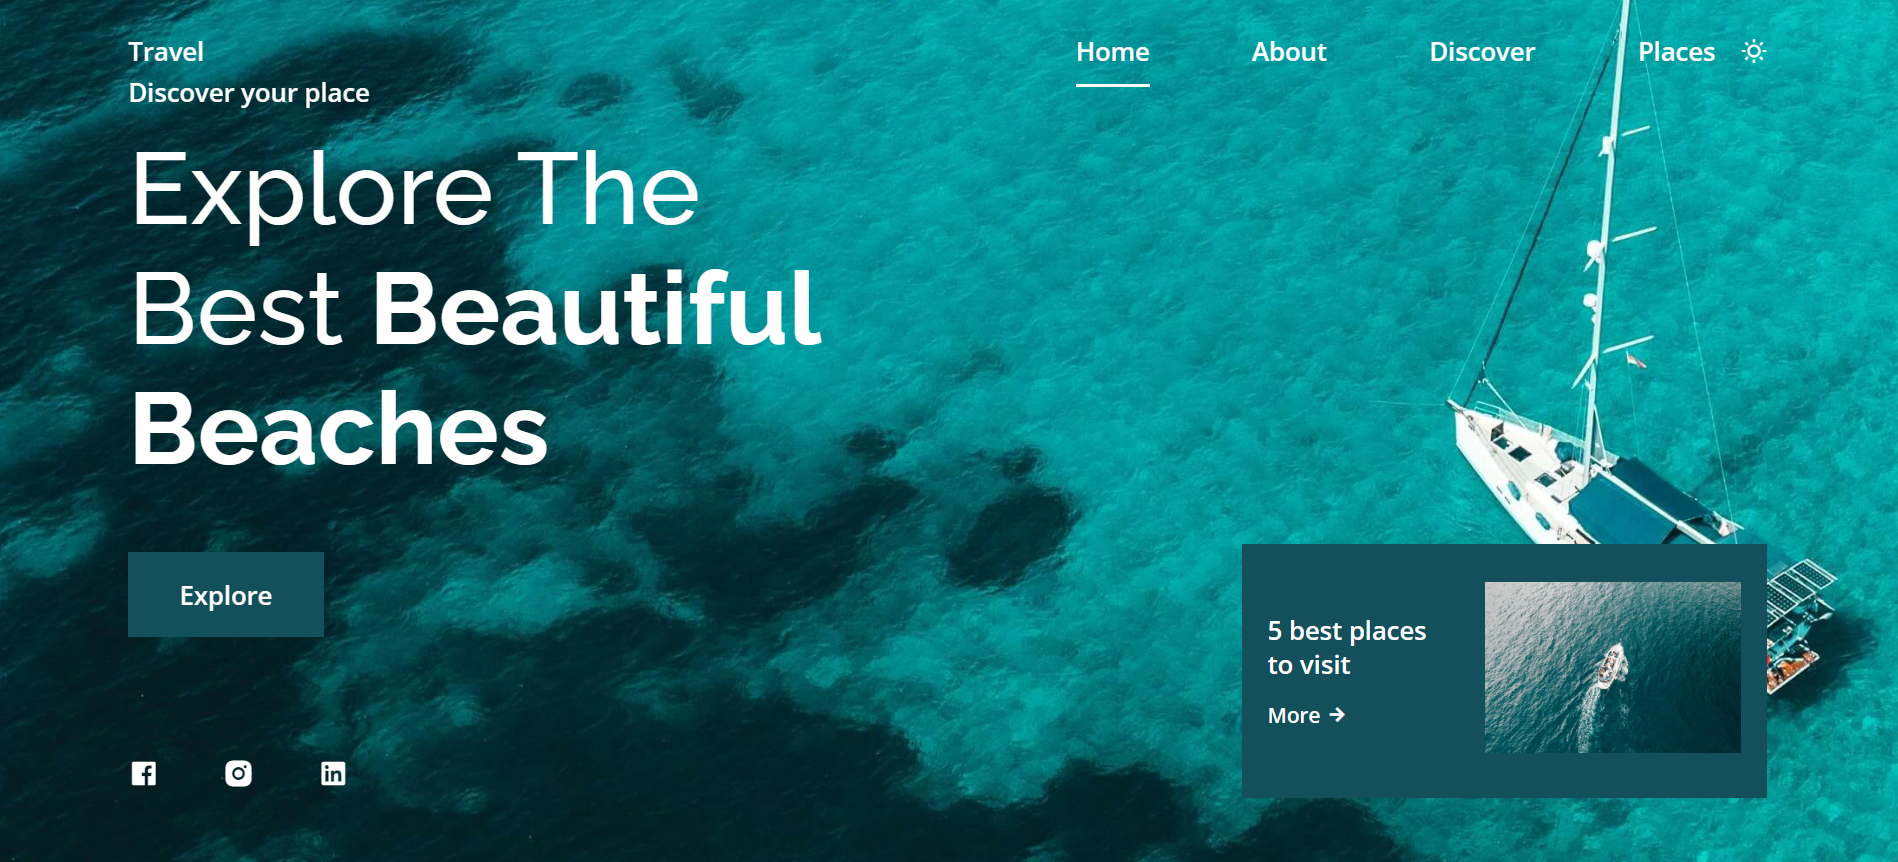 Travel
Home
About
Discover
Places
Discover your place
Explore The
Best Beautiful
Beaches
Explore
5 best places
to visit
More